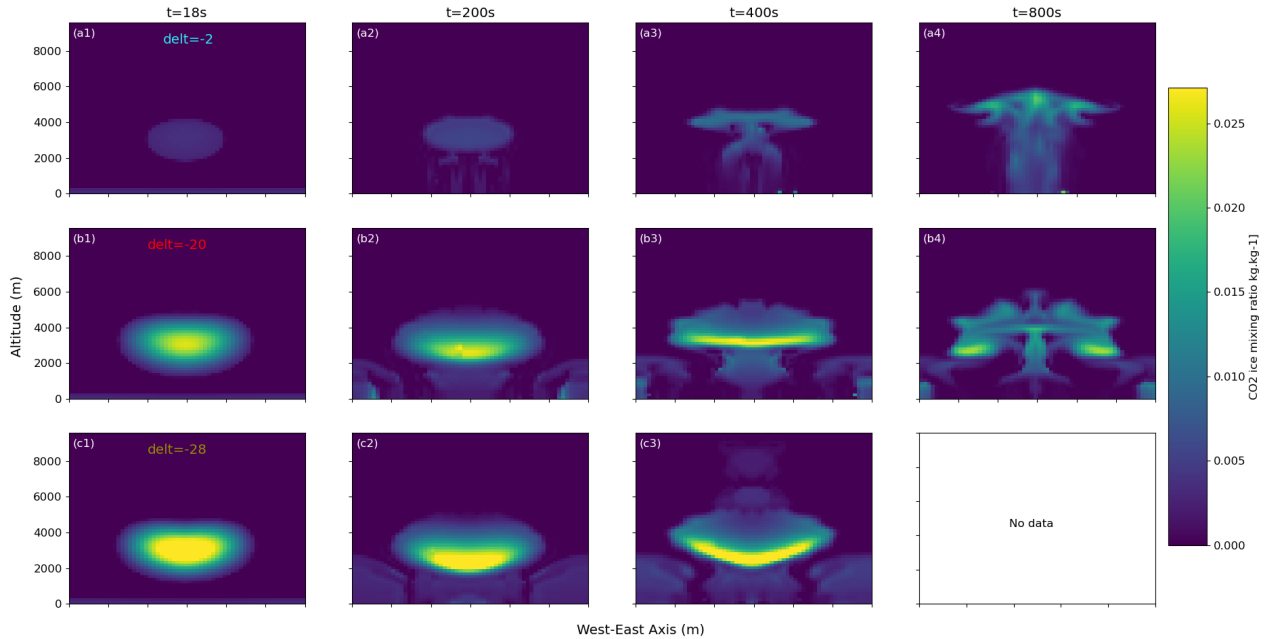 t=18s
t=200s
t=400s
t=800s
(a1)
delt=-2
(a2)
(a3)
(a4)
8000
6000
4000
2000
0
(b1)
delt=-20
(b2)
(b3)
(b4)
8000
6000
4000
2000
0
(c1)
delt=-28
(c2)
(c3)
No data
8000
6000
4000
2000
0
Altitude (m)
West-East Axis (m)
0.025
0.020
0.015
0.010
0.005
0.000
CO2 ice mixing ratio kg.kg-1]